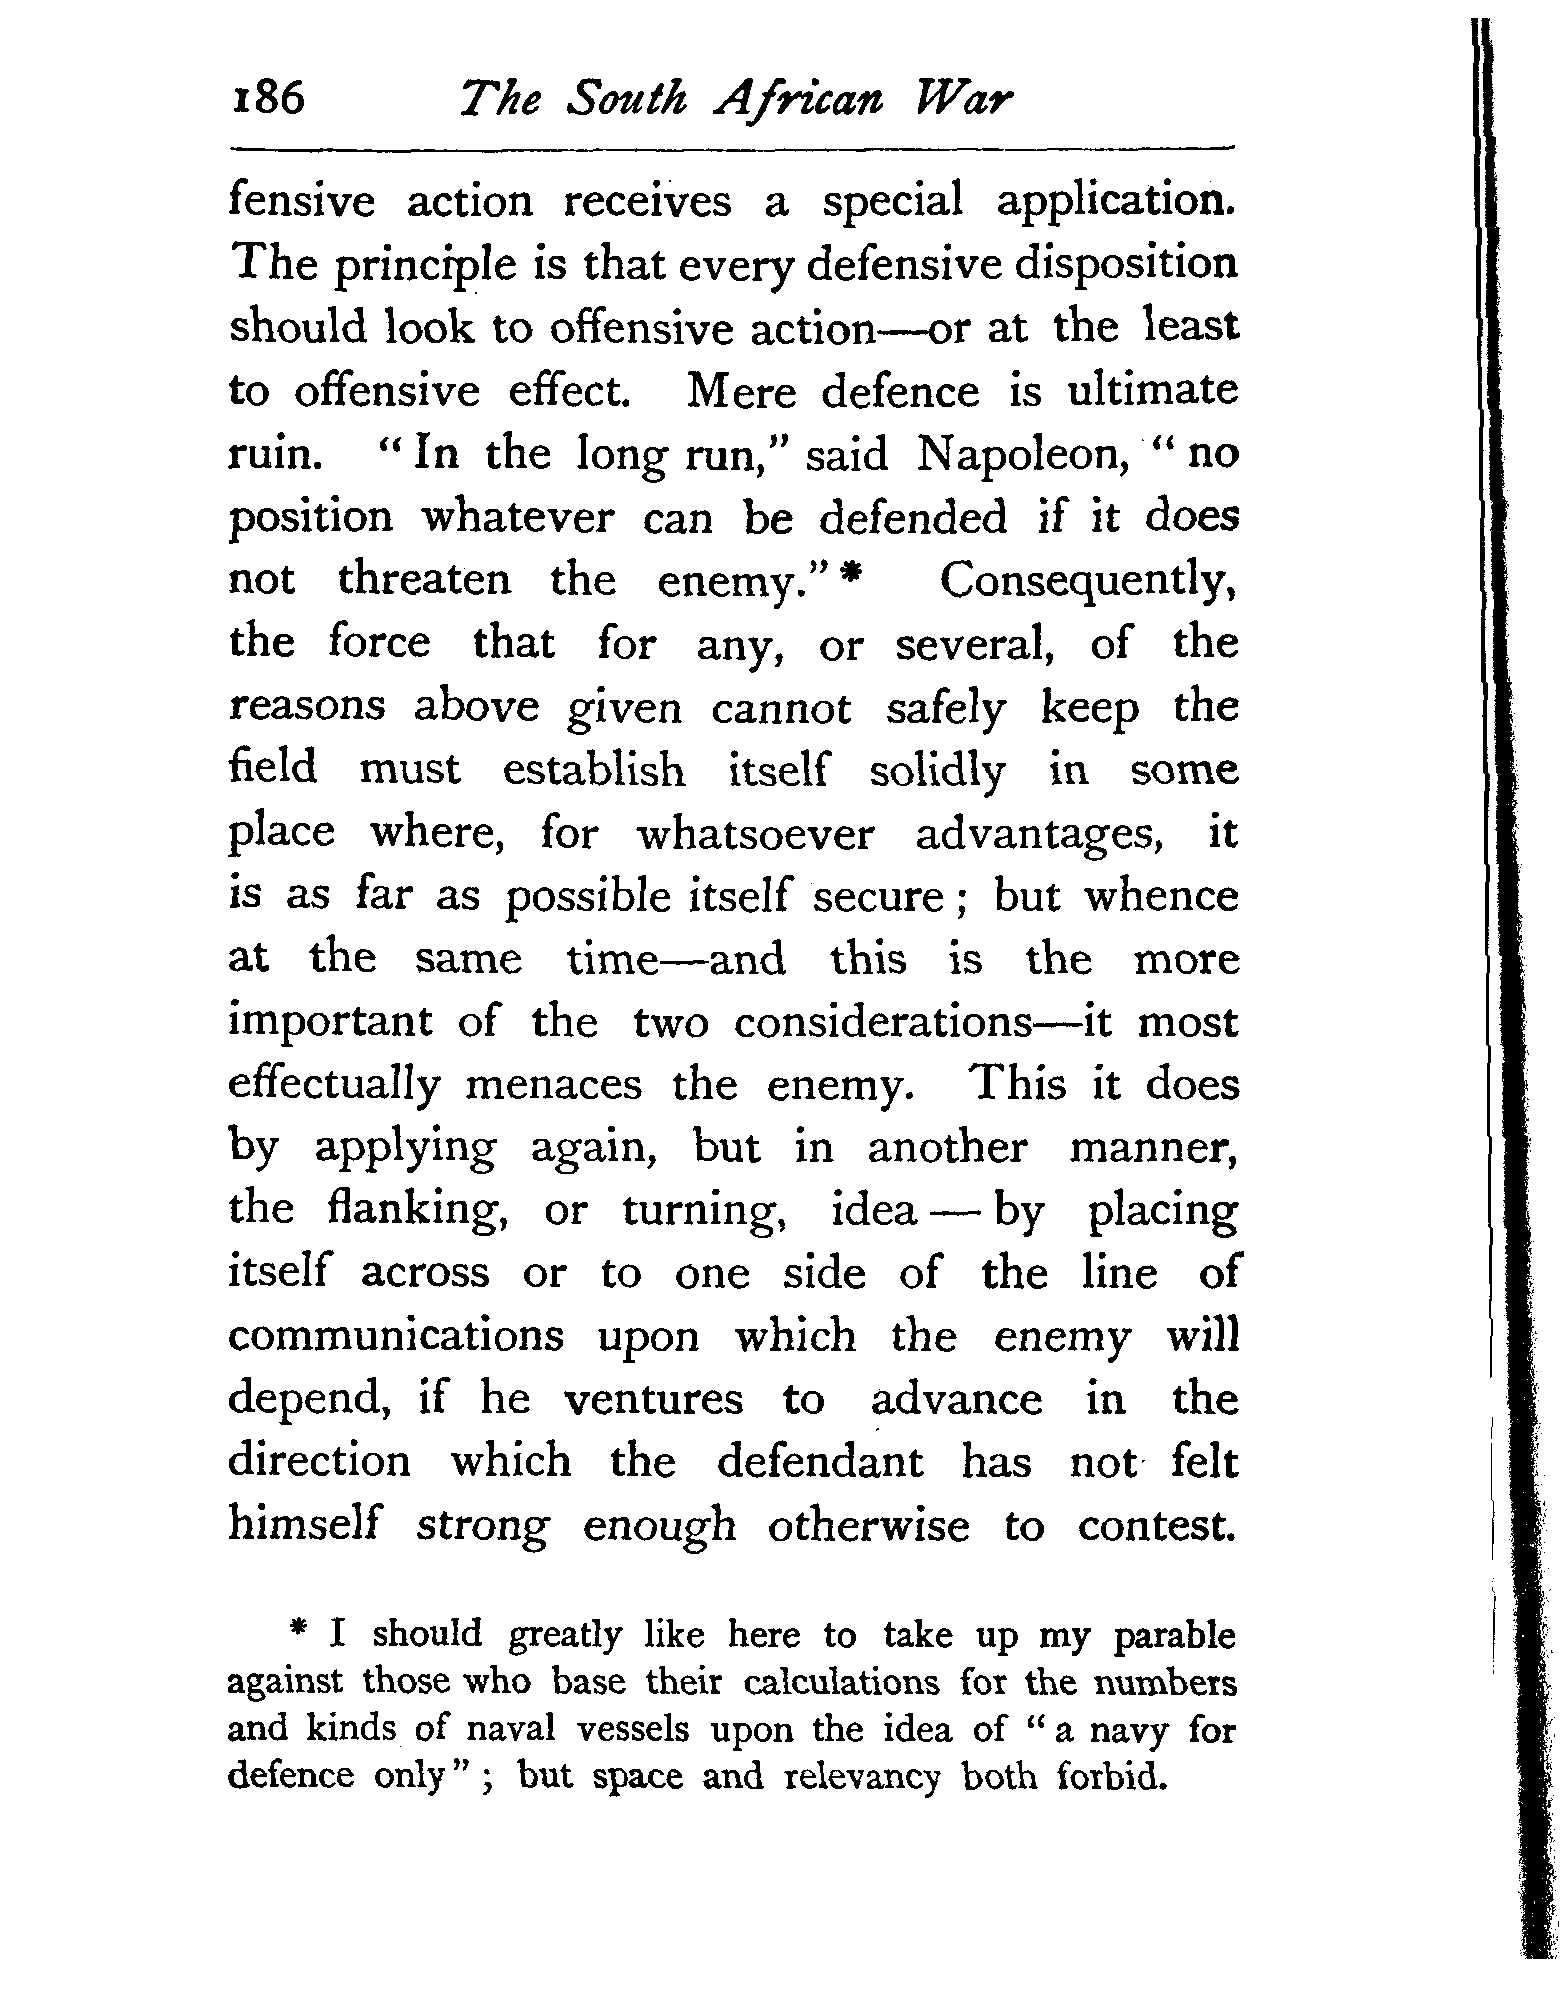 186 The South African War
fensive action receives a special application.
The principle is that every defensive disposition
should look to offensive action—or at the least
to offensive effect. Mere defence is ultimate
ruin. “In the long run,” said Napoleon, “no
position whatever can be defended if it does
not threaten the enemy.”* Consequently,
the force that for any, or several, of the
reasons above given cannot safely keep the
field must establish itself solidly in some
place where, for whatsoever advantages, it
is as far as possible itself secure; but whence
at the same time—and this is the more
important of the two considerations—it most
effectually menaces the enemy. This it does
by applying again, but in another manner,
the flanking, or turning, idea — by placing
itself across or to one side of the line of
communications upon which the enemy will
depend, if he ventures to advance in the
direction which the defendant has not felt
himself strong enough otherwise to contest.
* I should greatly like here to take up my parable
against those who base their calculations for the numbers
and kinds of naval vessels upon the idea of “a navy for
defence only”; but space and relevancy both forbid.